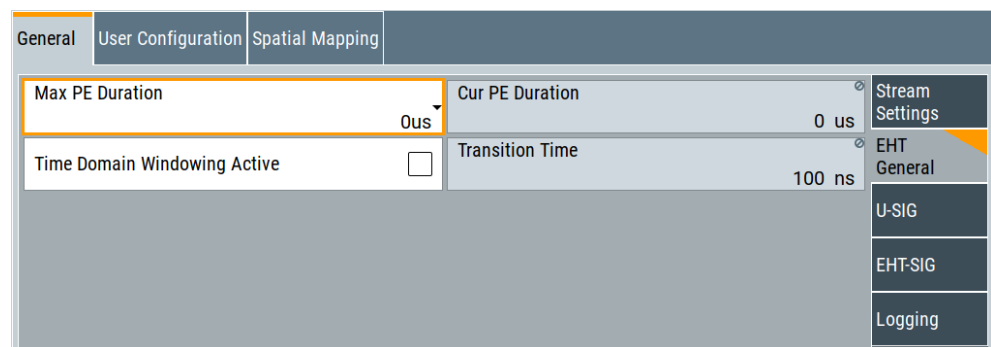 General User Configuration Spatial Mapping
Max PE Duration
0us
Cur PE Duration
0 us
Time Domain Windowing Active
Transition Time
100 ns
Stream
Settings
EHT
General
U-SIG
EHT-SIG
Logging